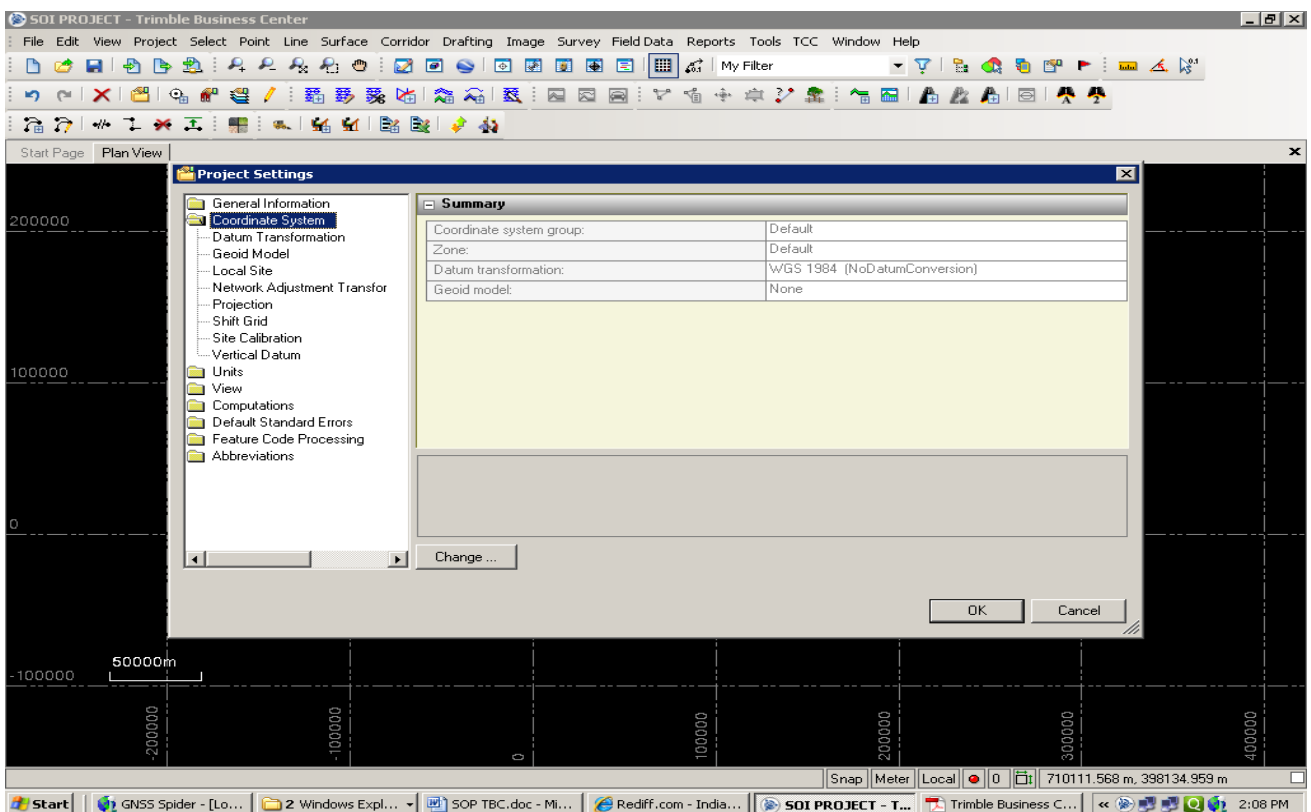 SOI PROJECT - Trimble Business Center
File Edit View Project Select Point Line Surface Corridor Drafting Image Survey Field Data Reports Tools TCC Window Help
My Filter
Start Page Plan View
Project Settings
General Information
Coordinate System
Datum Transformation
Geoid Model
Local Site
Network Adjustment Transfor
Projection
Shift Grid
Site Calibration
Vertical Datum
Units
View
Computations
Default Standard Errors
Feature Code Processing
Abbreviations
Summary
Coordinate system group: Default
Zone: Default
Datum transformation: WGS 1984 (NoDatumConversion)
Geoid model: None
Change ...
OK Cancel
200000
100000
0
-100000
50000m
-200000 -100000 0 100000 200000 300000 400000
Snap Meter Local 0 710111.568 m, 398134.959 m
Start GNSS Spider - [Lo... 2 Windows Expl... SOP TBC.doc - Mi... Rediff.com - India... SOI PROJECT - T... Trimble Business C... « 2:08 PM